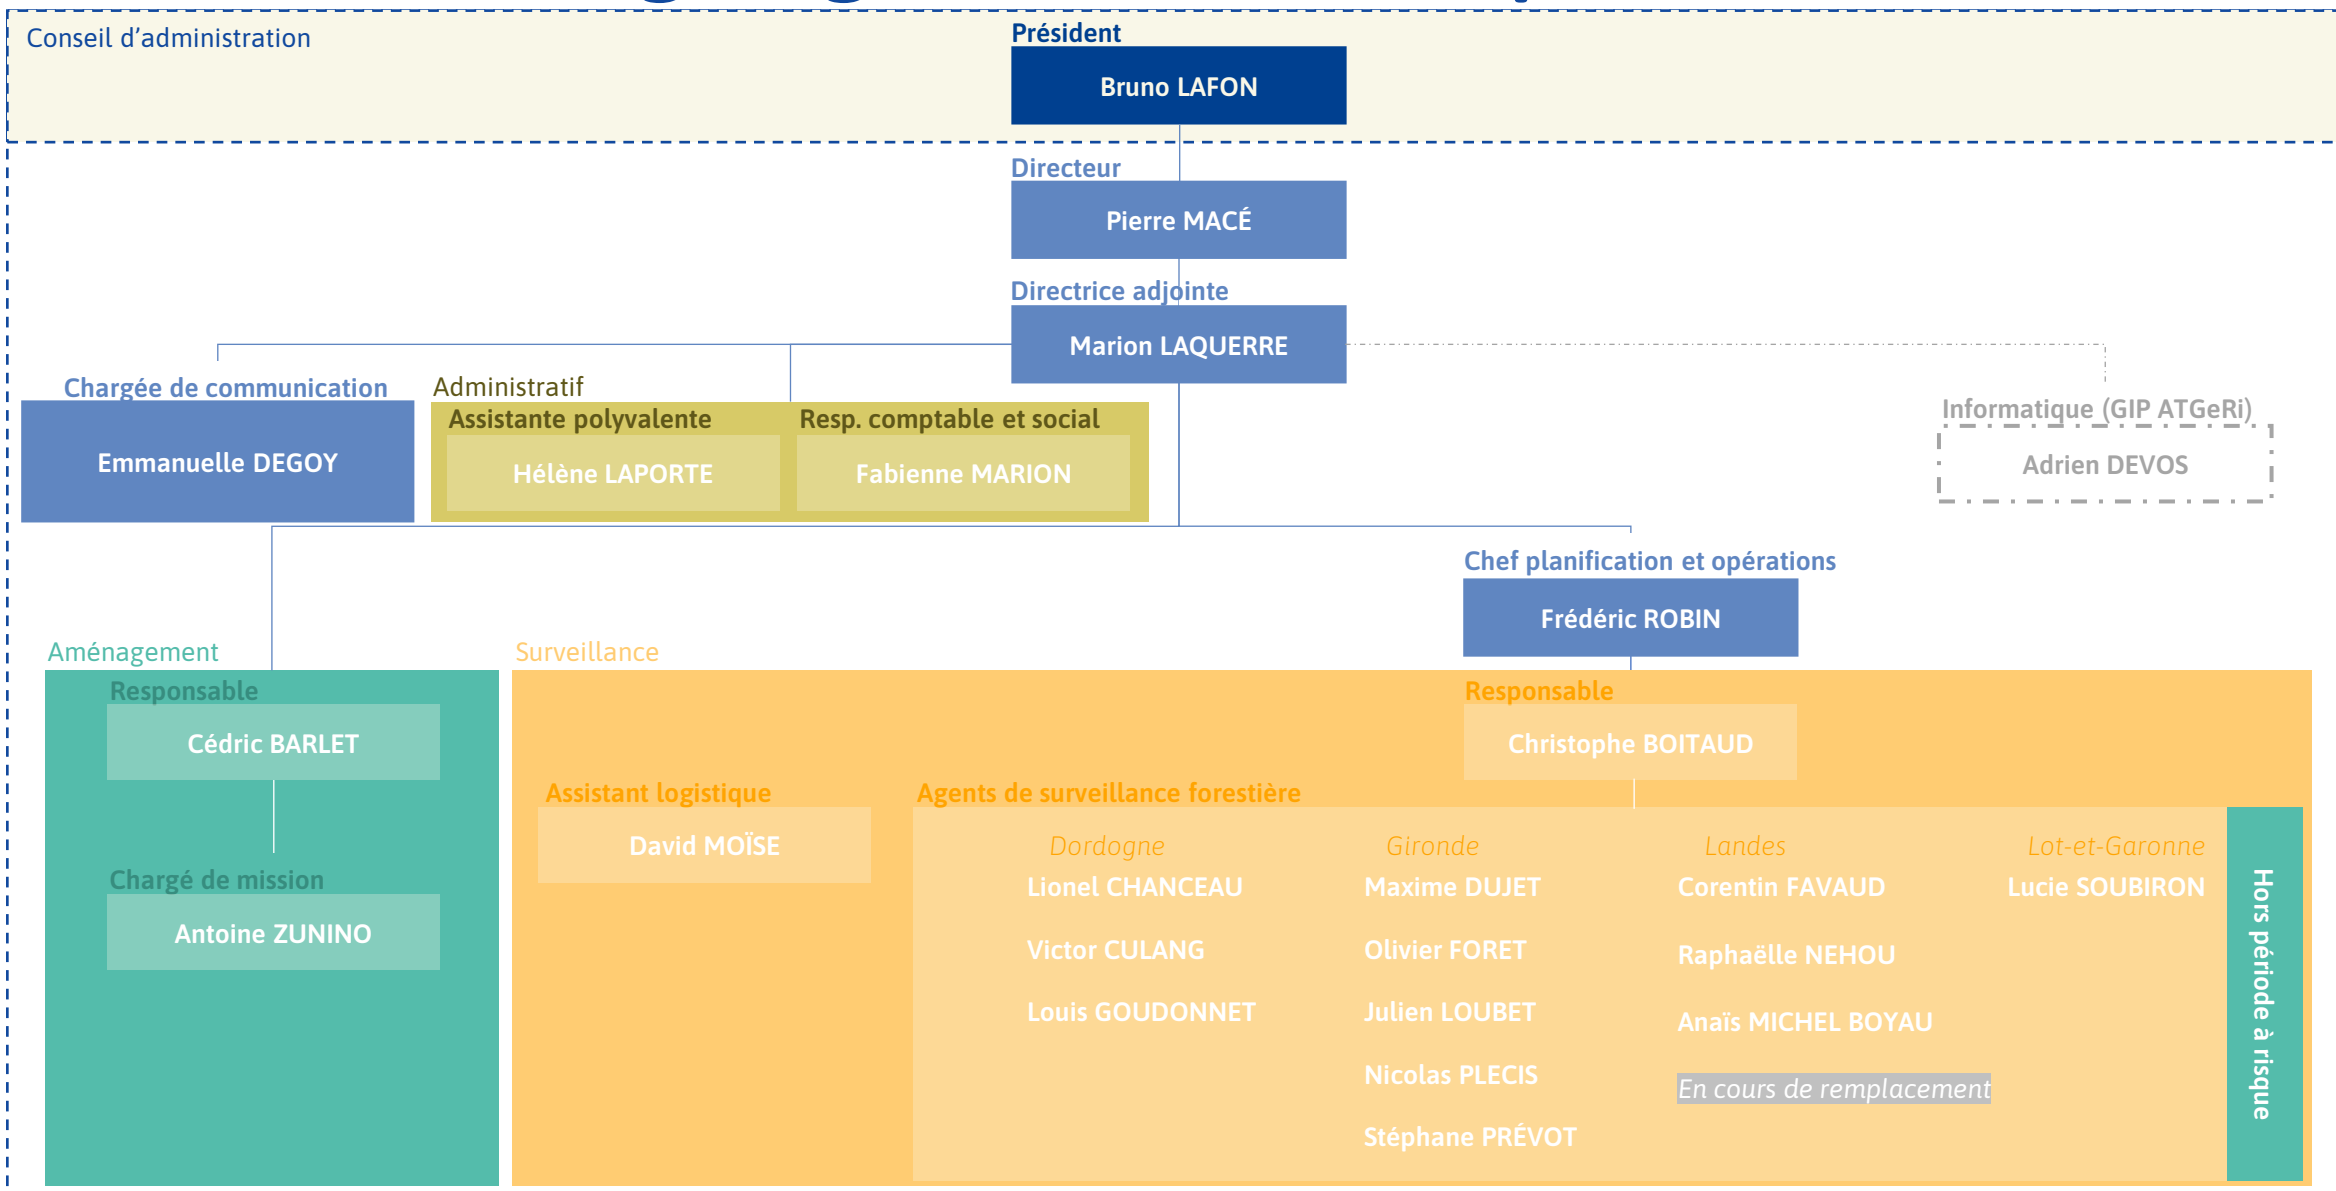 Conseil d’administration
Président
Bruno LAFON
Directeur
Pierre MACÉ
Directrice adjointe
Marion LAQUERRE
Chargée de communication
Emmanuelle DEGOY
Administratif
Assistante polyvalente
Hélène LAPORTE
Resp. comptable et social
Fabienne MARION
Informatique (GIP ATGeRi)
Adrien DEVOS
Chef planification et opérations
Frédéric ROBIN
Aménagement
Responsable
Cédric BARLET
Chargé de mission
Antoine ZUNINO
Surveillance
Responsable
Christophe BOITAUD
Assistant logistique
David MOÏSE
Agents de surveillance forestière
Dordogne
Lionel CHANCEAU
Victor CULANG
Louis GOUDONNET
Gironde
Maxime DUJET
Olivier FORET
Julien LOUBET
Nicolas PLECIS
Stéphane PRÉVOT
Landes
Corentin FAVAUD
Raphaëlle NEHOU
Anaïs MICHEL BOYAU
En cours de remplacement
Lot-et-Garonne
Lucie SOUBIRON
Hors période à risque